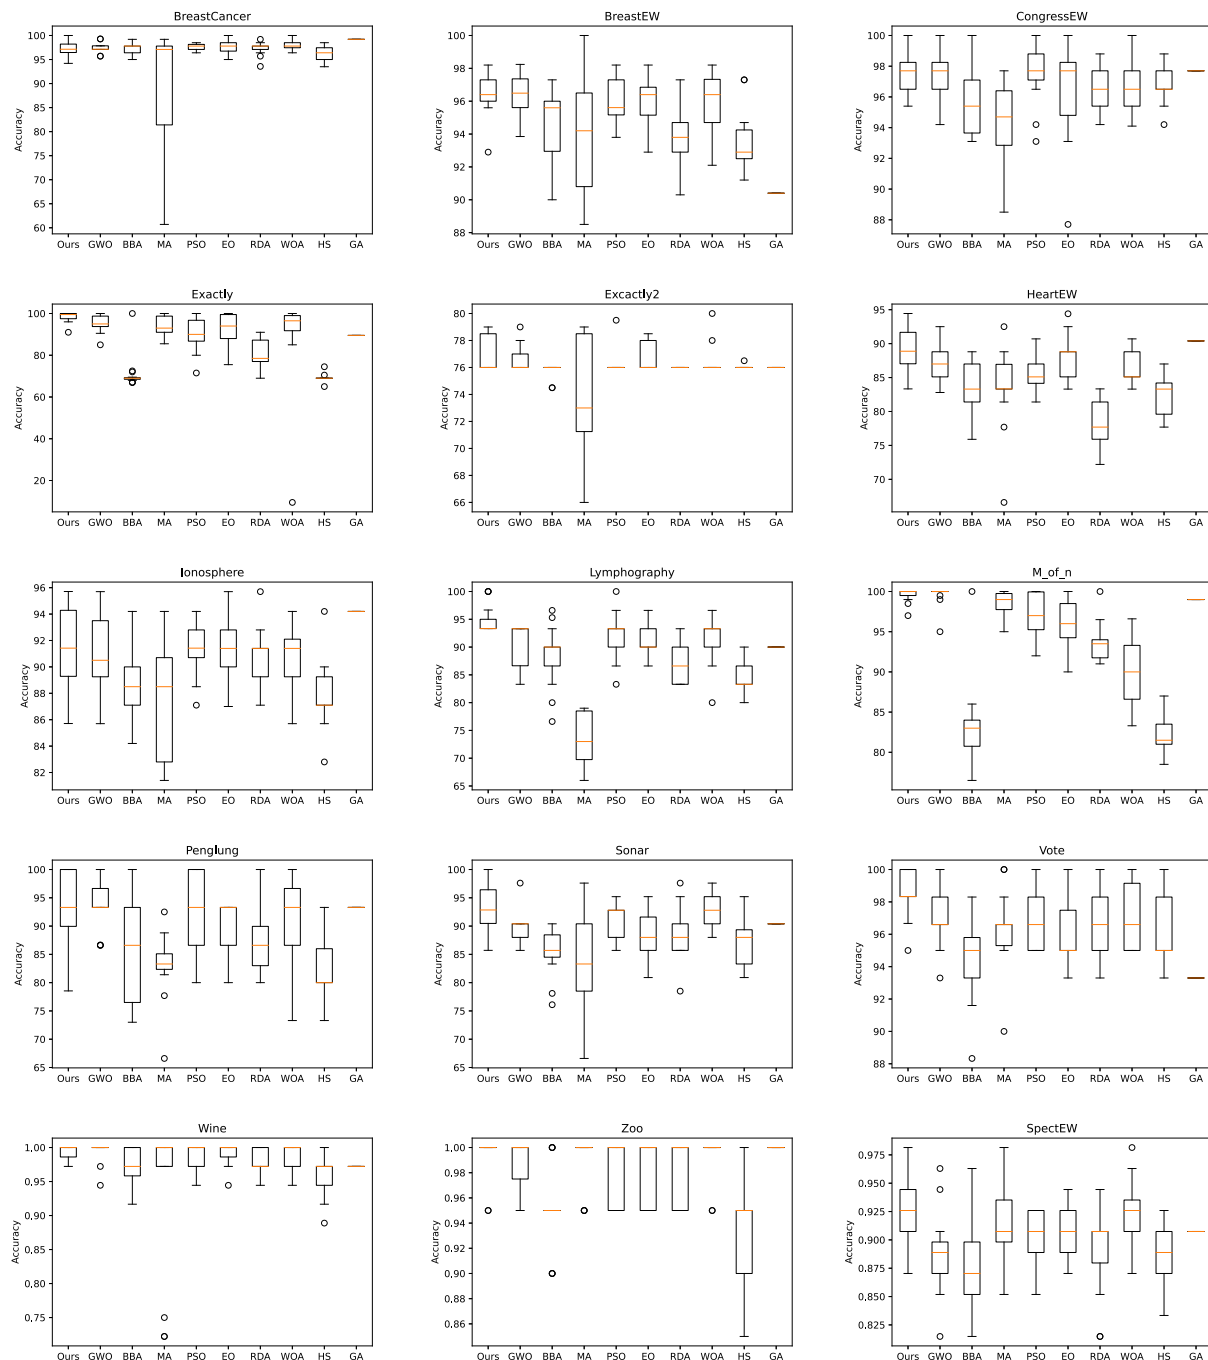 BreastCancer
Accuracy
100
95
90
85
80
75
70
65
60
Ours GWO BBA MA PSO EO RDA WOA HS GA
BreastEW
Accuracy
100
98
96
94
92
90
88
Ours GWO BBA MA PSO EO RDA WOA HS GA
CongressEW
Accuracy
100
98
96
94
92
90
88
Ours GWO BBA MA PSO EO RDA WOA HS GA
Exactly
Accuracy
100
80
60
40
20
Ours GWO BBA MA PSO EO RDA WOA HS GA
Excactly2
Accuracy
80
78
76
74
72
70
68
66
Ours GWO BBA MA PSO EO RDA WOA HS GA
HeartEW
Accuracy
95
90
85
80
75
70
Ours GWO BBA MA PSO EO RDA WOA HS GA
Ionosphere
Accuracy
96
94
92
90
88
86
84
82
Ours GWO BBA MA PSO EO RDA WOA HS GA
Lymphography
Accuracy
100
95
90
85
80
75
70
65
Ours GWO BBA MA PSO EO RDA WOA HS GA
M_of_n
Accuracy
100
95
90
85
80
Ours GWO BBA MA PSO EO RDA WOA HS GA
Penglung
Accuracy
100
95
90
85
80
75
70
65
Ours GWO BBA MA PSO EO RDA WOA HS GA
Sonar
Accuracy
100
95
90
85
80
75
70
65
Ours GWO BBA MA PSO EO RDA WOA HS GA
Vote
Accuracy
100
98
96
94
92
90
88
Ours GWO BBA MA PSO EO RDA WOA HS GA
Wine
Accuracy
1,00
0,95
0,90
0,85
0,80
0,75
Ours GWO BBA MA PSO EO RDA WOA HS GA
Zoo
Accuracy
1.00
0.98
0.96
0.94
0.92
0.90
0.88
0.86
Ours GWO BBA MA PSO EO RDA WOA HS GA
SpectEW
Accuracy
0.975
0.950
0.925
0.900
0.875
0.850
0.825
Ours GWO BBA MA PSO EO RDA WOA HS GA